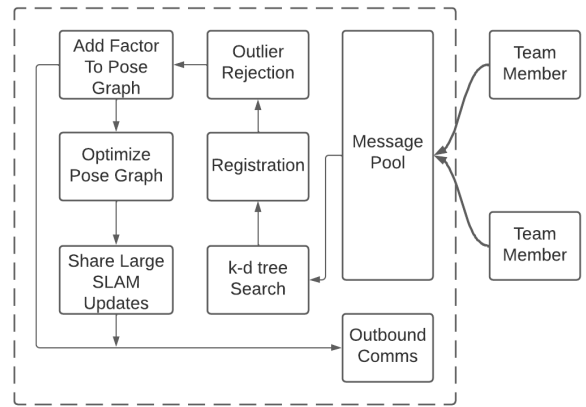 Add Factor
To Pose
Graph
Outlier
Rejection
Message
Pool
Team
Member
Optimize
Pose Graph
Registration
Share Large
SLAM
Updates
k-d tree
Search
Team
Member
Outbound
Comms